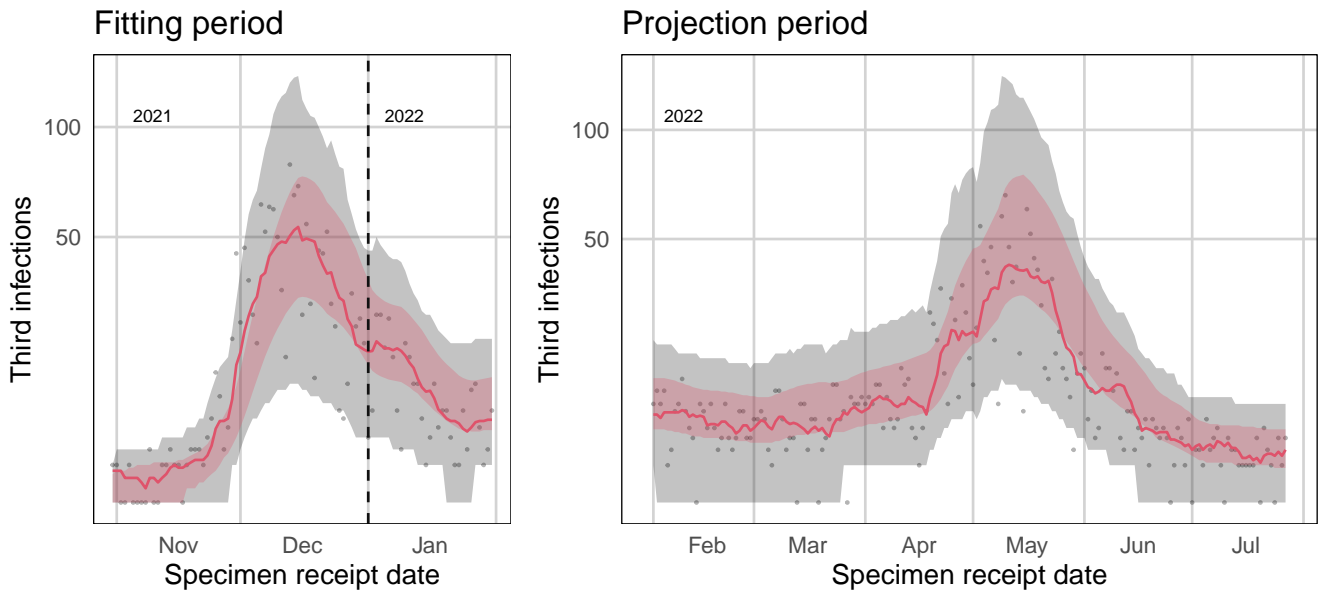 Fitting period
2021
2022
100
50
Third infections
Nov
Dec
Jan
Specimen receipt date
Projection period
2022
100
50
Third infections
Feb
Mar
Apr
May
Jun
Jul
Specimen receipt date